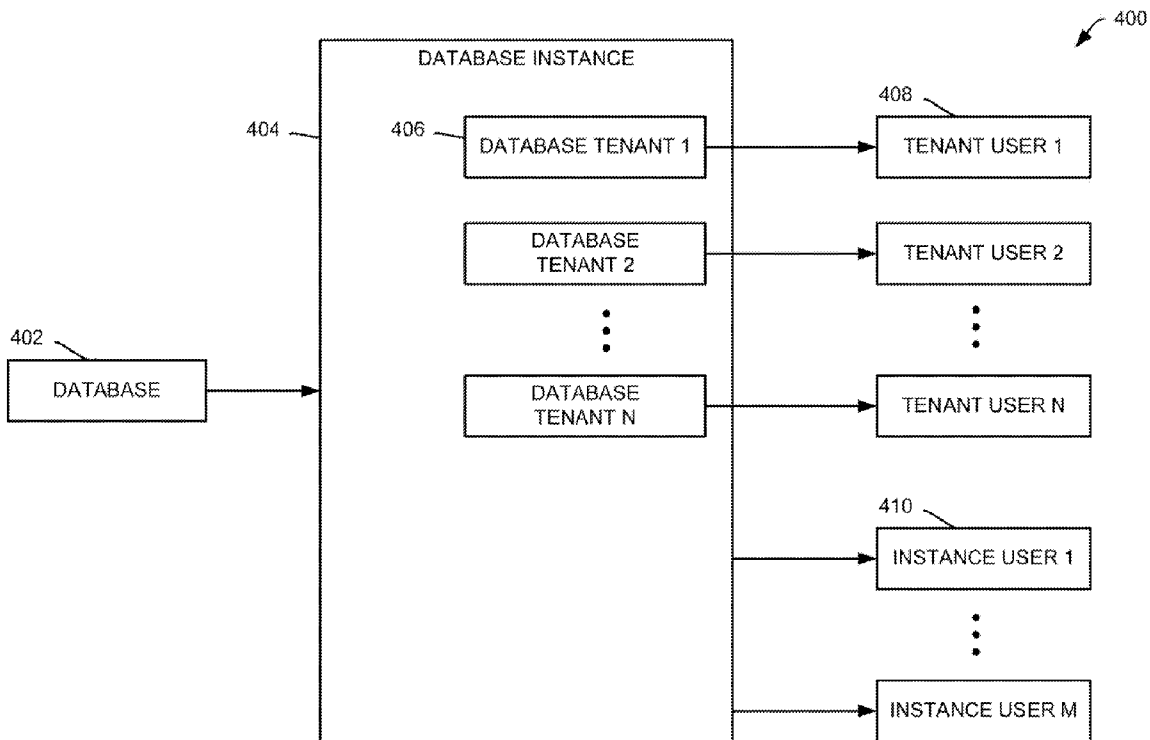 400
DATABASE INSTANCE
404
406
408
DATABASE TENANT 1
TENANT USER 1
DATABASE
TENANT 2
TENANT USER 2
402
DATABASE
DATABASE
TENANT N
TENANT USER N
410
INSTANCE USER 1
INSTANCE USER M